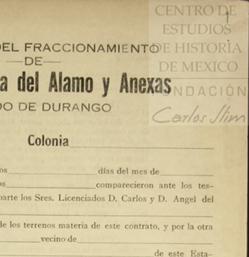 CENTRO DE
ESTUDIOS
DE HISTORIA
DE MEXICO
FUNDACIÓN
Carlos Slim
DEL FRACCIONAMIENTO
—DE—
a del Alamo y Anexas
DO DE DURANGO
Colonia
os días del mes de
os comparecieron ante los tes-
parte los Sres. Licenciados D. Carlos y D. Angel del
de los terrenos materia de este contrato, y por la otra
vecino de
de este Esta-